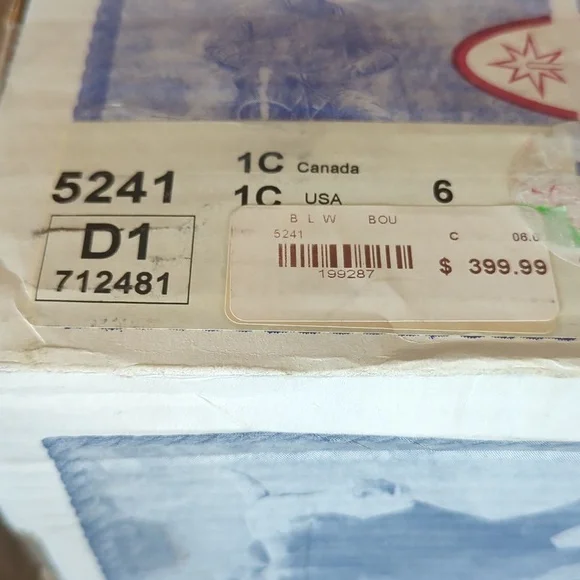 5241
1C Canada
1C USA 6
D1
712481
B L W BOU
5241 C
199287 $ 399.99